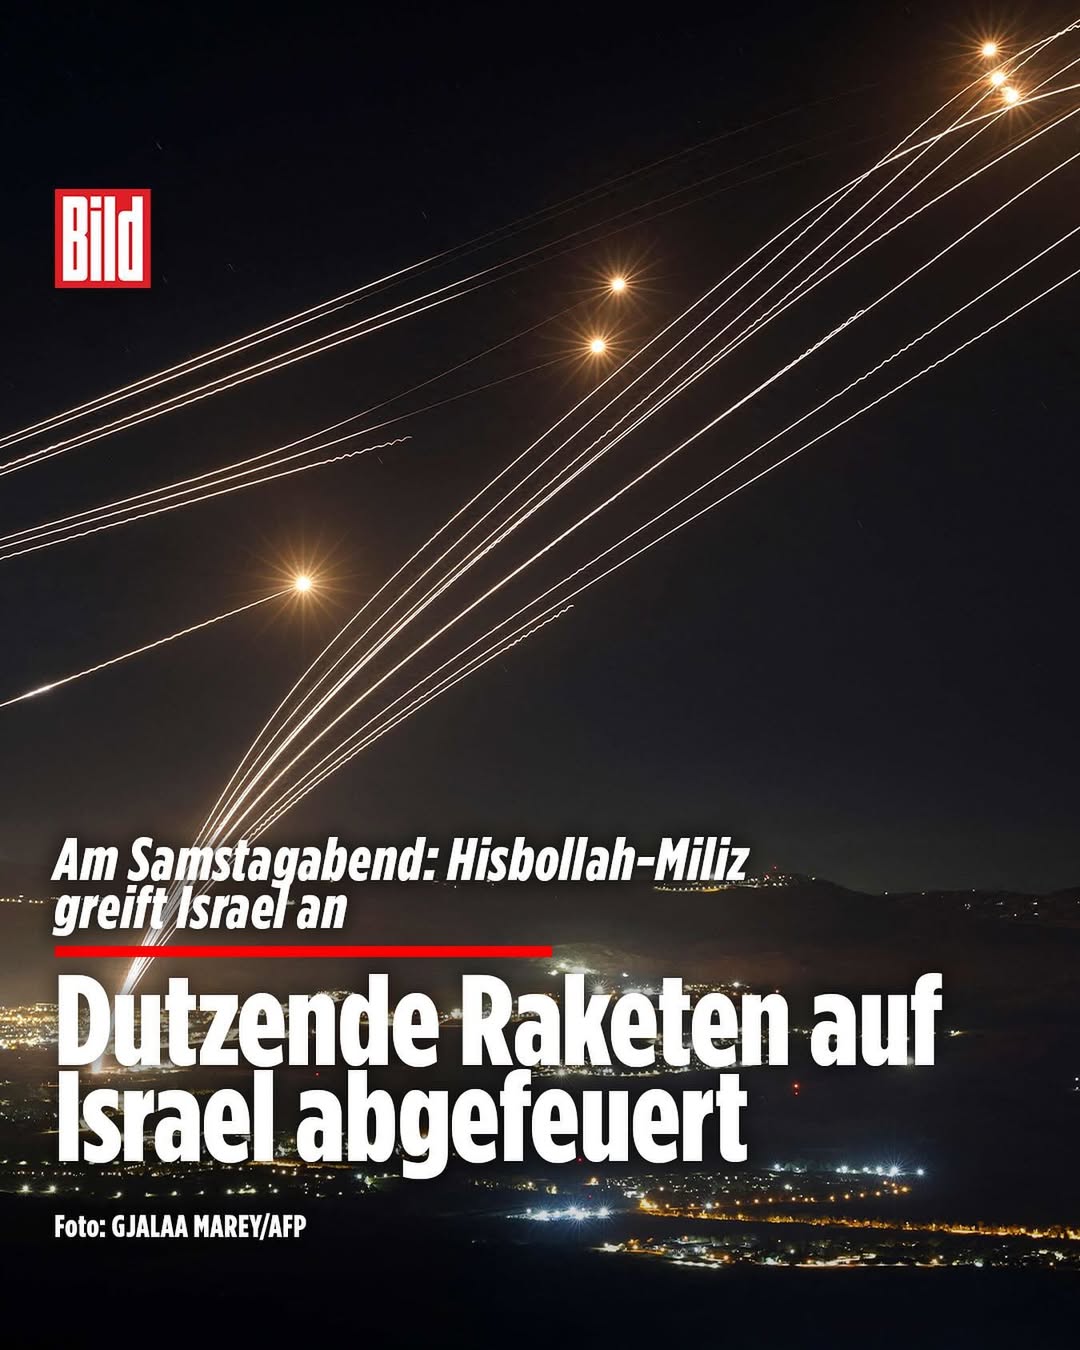 Bild
Am Samstagabend: Hisbollah-Miliz
greift Israel an
Dutzende Raketen auf
Israel abgefeuert
Foto: GJALAA MAREY/AFP